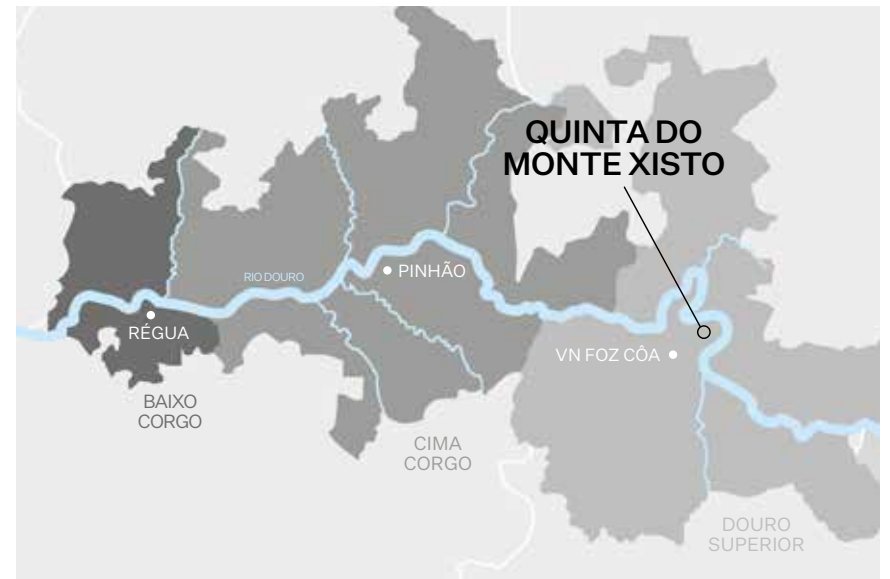 QUINTA DO
MONTE XISTO
RIO DOURO
PINHÃO
RÉGUA
VN FOZ CÔA
BAIXO
CORGO
CIMA
CORGO
DOURO
SUPERIOR